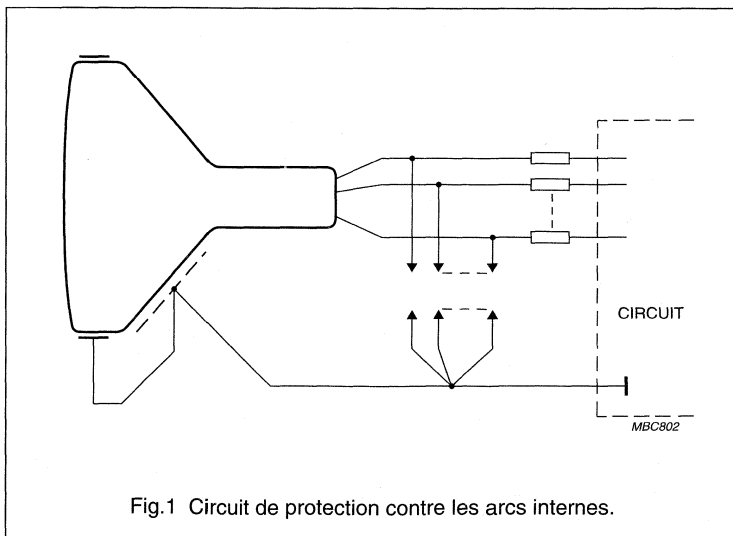 CIRCUIT
MBC802
Fig.1 Circuit de protection contre les arcs internes.